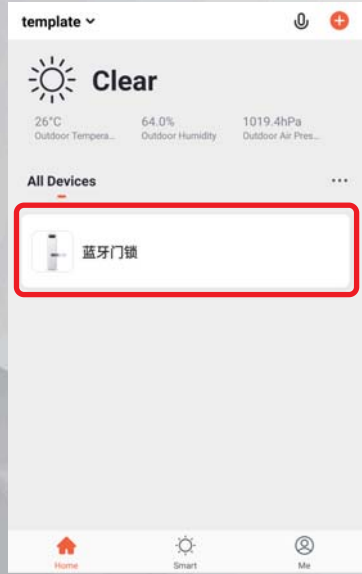 template
Clear
26°C 64.0% 1019.4hPa
Outdoor Tempera... Outdoor Humidity Outdoor Air Pres...
All Devices
蓝牙门锁
Home Smart Me